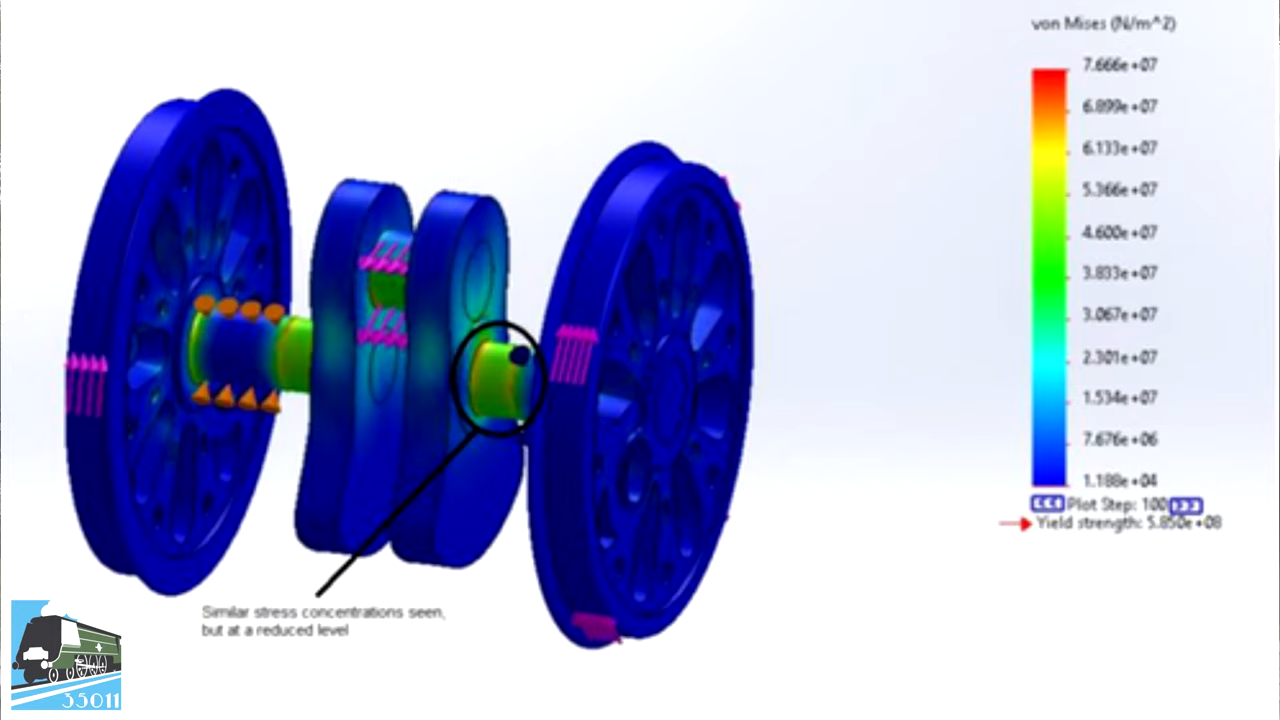 von Mises (N/m^2)
7.666e+07
6.899e+07
6.133e+07
5.366e+07
4.600e+07
3.833e+07
3.067e+07
2.301e+07
1.534e+07
7.676e+06
1.188e+04
Plot Step: 100
Yield strength: 5.850e+08
Similar stress concentrations seen,
but at a reduced level
35011